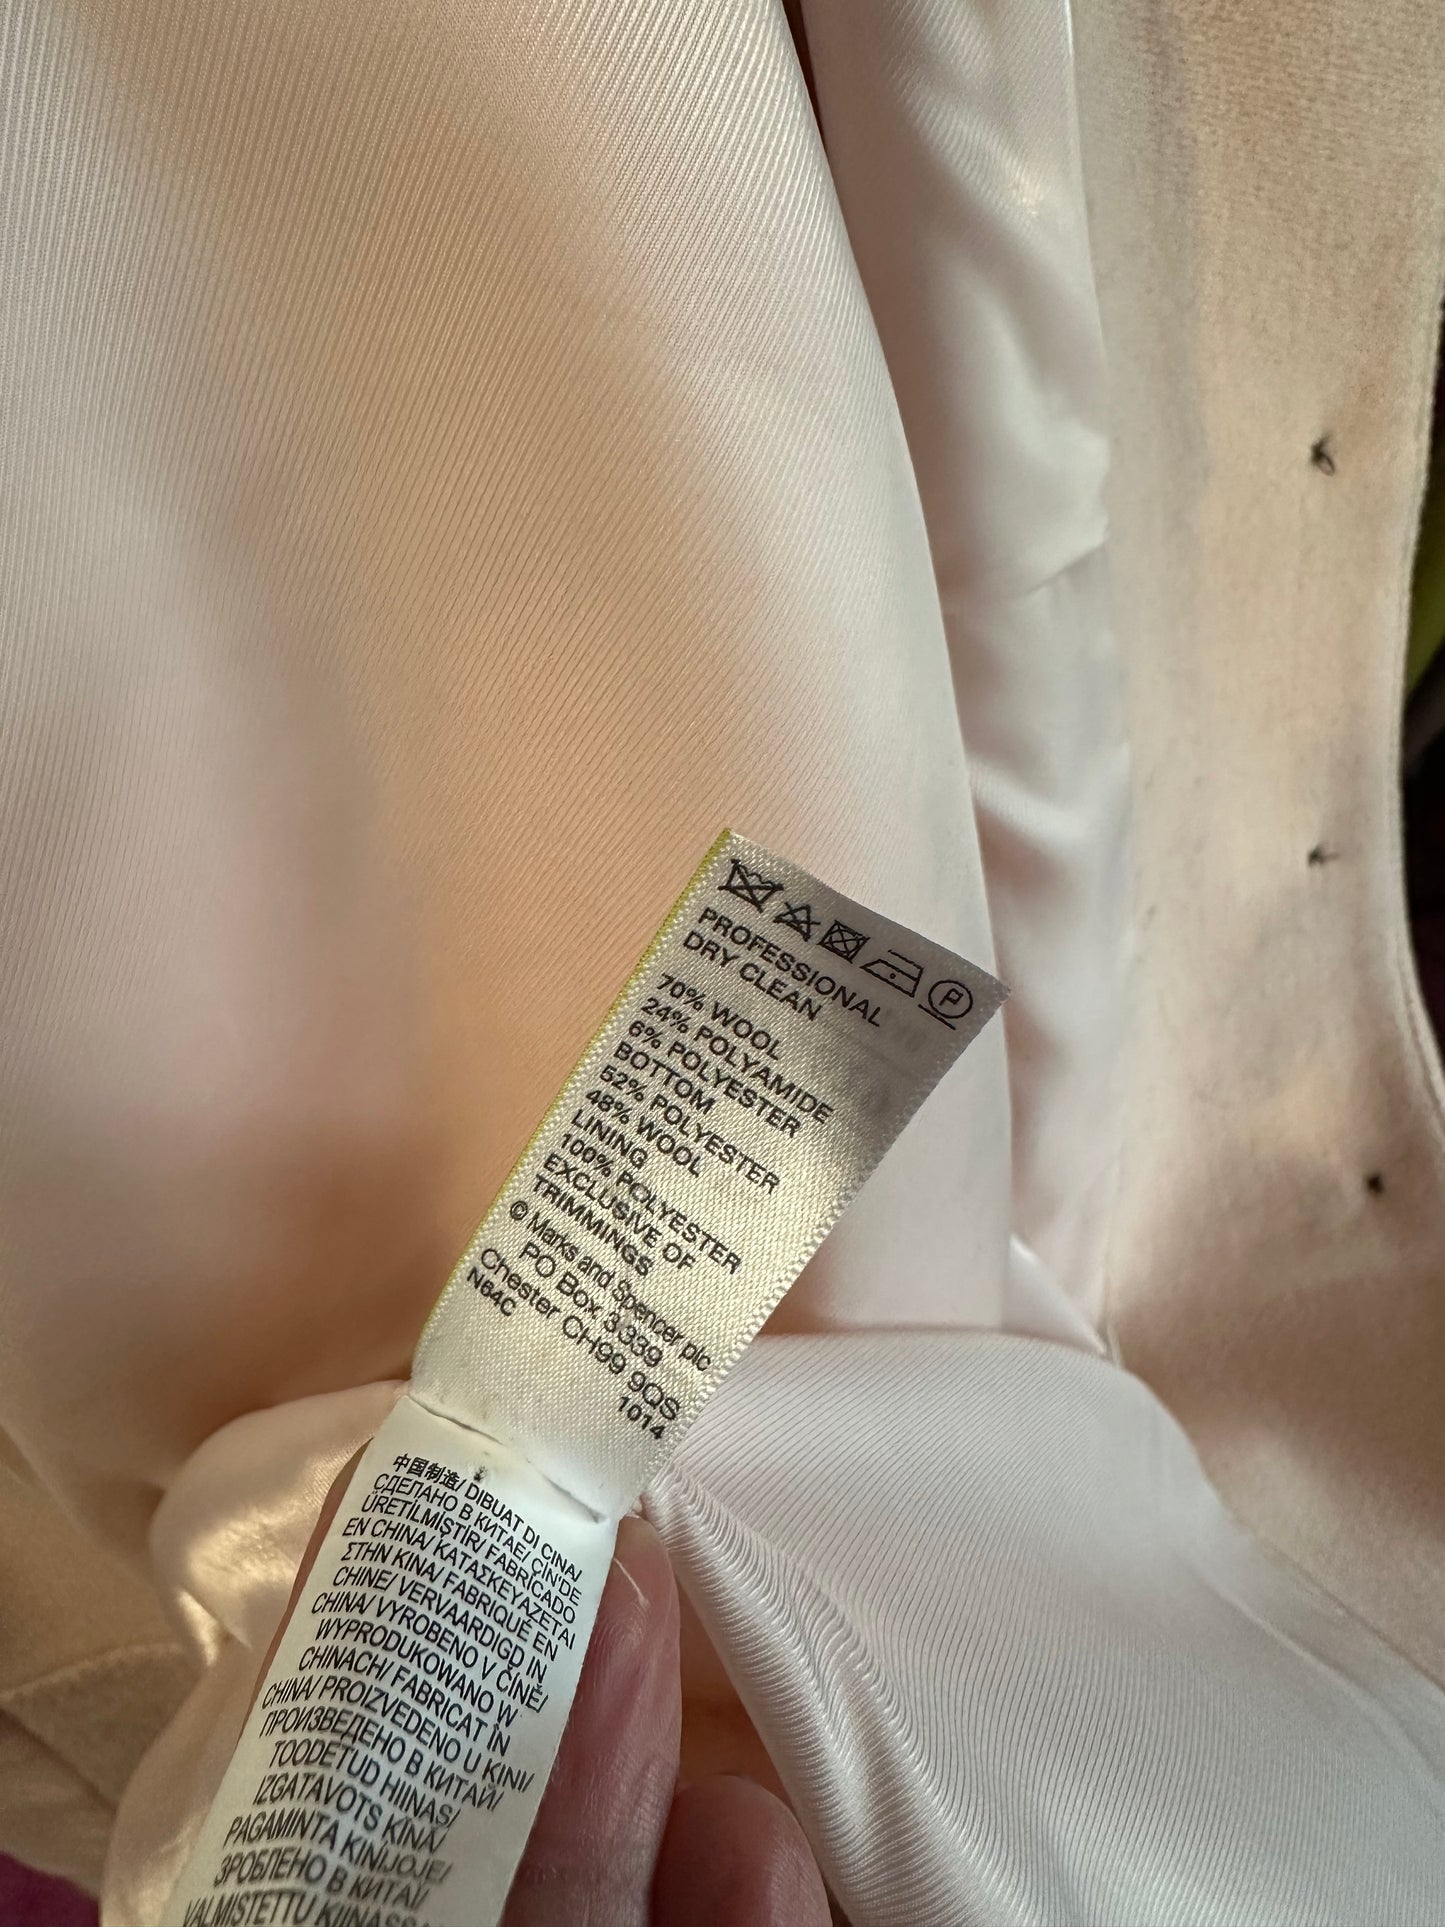 P
PROFESSIONAL
DRY CLEAN
70% WOOL
24% POLYAMIDE
6% POLYESTER
BOTTOM
52% POLYESTER
48% WOOL
LINING
100% POLYESTER
EXCLUSIVE OF
TRIMMINGS
© Marks and Spencer plc
PO Box 3339
Chester CH99 9QS
N64C
1014
中国制造/ DIBUAT DI CINA/
СДЕЛАНО В КИТАЕ/ ÇİN'DE
ÜRETİLMİŞTİR/ FABRICADO
EN CHINA/ ΚΑΤΑΣΚΕΥΑΖΕΤΑΙ
ΣΤΗΝ ΚΙΝΑ/ FABRIQUÉ EN
CHINE/ VERVAARDIGD IN
CHINA/ VYROBENO V ČÍNĚ/
WYPRODUKOWANO W
CHINACH/ FABRICAT ÎN
CHINA/ PROIZVEDENO U KINI/
ПРОИЗВЕДЕНО В КИТАЙ/
TOODETUD HIINAS/
IZGATAVOTS ĶĪNĀ/
PAGAMINTA KINIJOJE/
ЗРОБЛЕНО В КИТАЇ/
VALMISTETTU KIINASSA/